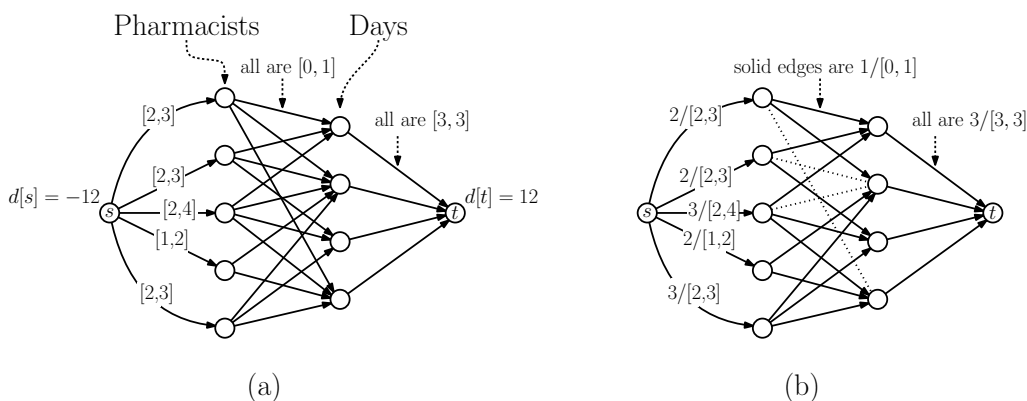 Pharmacists
Days
all are [0, 1]
all are [3, 3]
[2,3]
[2,3]
[2,4]
[1,2]
[2,3]
d[s] = −12
s
t
d[t] = 12
(a)
solid edges are 1/[0, 1]
all are 3/[3, 3]
2/[2,3]
2/[2,3]
3/[2,4]
2/[1,2]
3/[2,3]
s
t
(b)